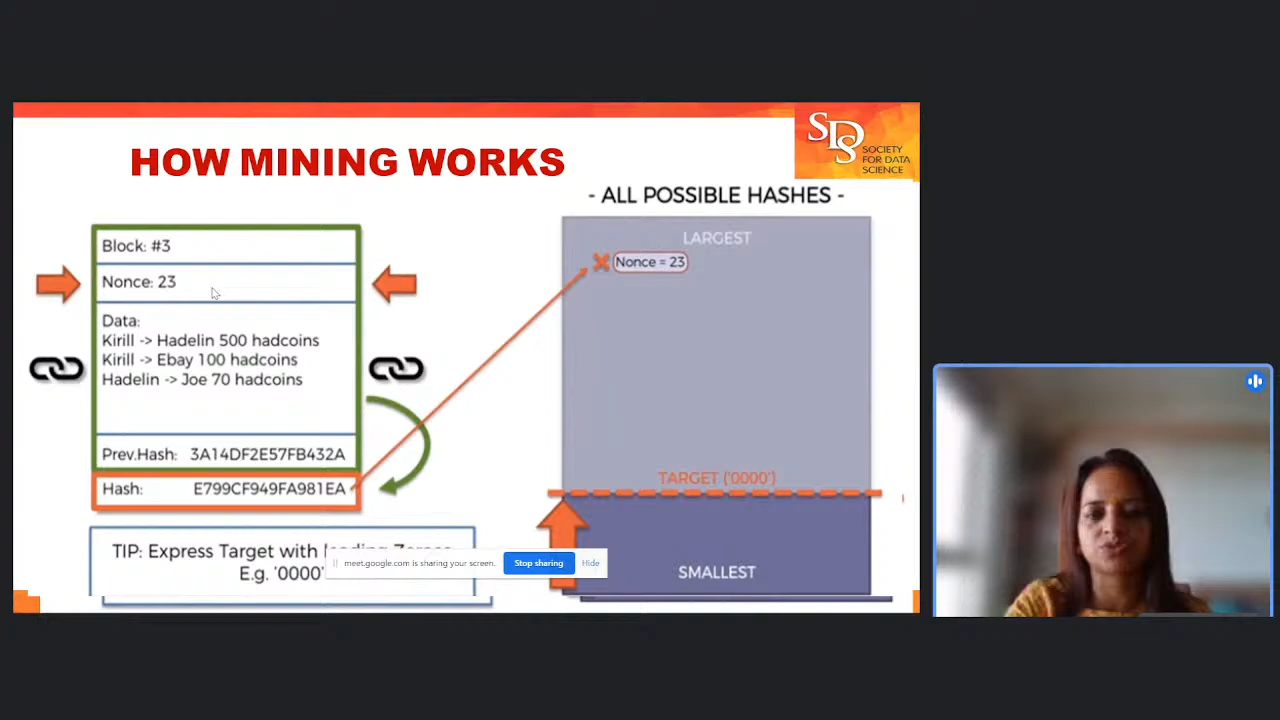 HOW MINING WORKS
SDS
SOCIETY
FOR DATA
SCIENCE
Block: #3
Nonce: 23
Data:
Kirill -> Hadelin 500 hadcoins
Kirill -> Ebay 100 hadcoins
Hadelin -> Joe 70 hadcoins
Prev.Hash: 3A14DF2E57FB432A
Hash: E799CF949FA981EA
TIP: Express Target with
E.g. '0000'
- ALL POSSIBLE HASHES -
LARGEST
Nonce = 23
TARGET ('0000')
SMALLEST
meet.google.com is sharing your screen.
Stop sharing
Hide